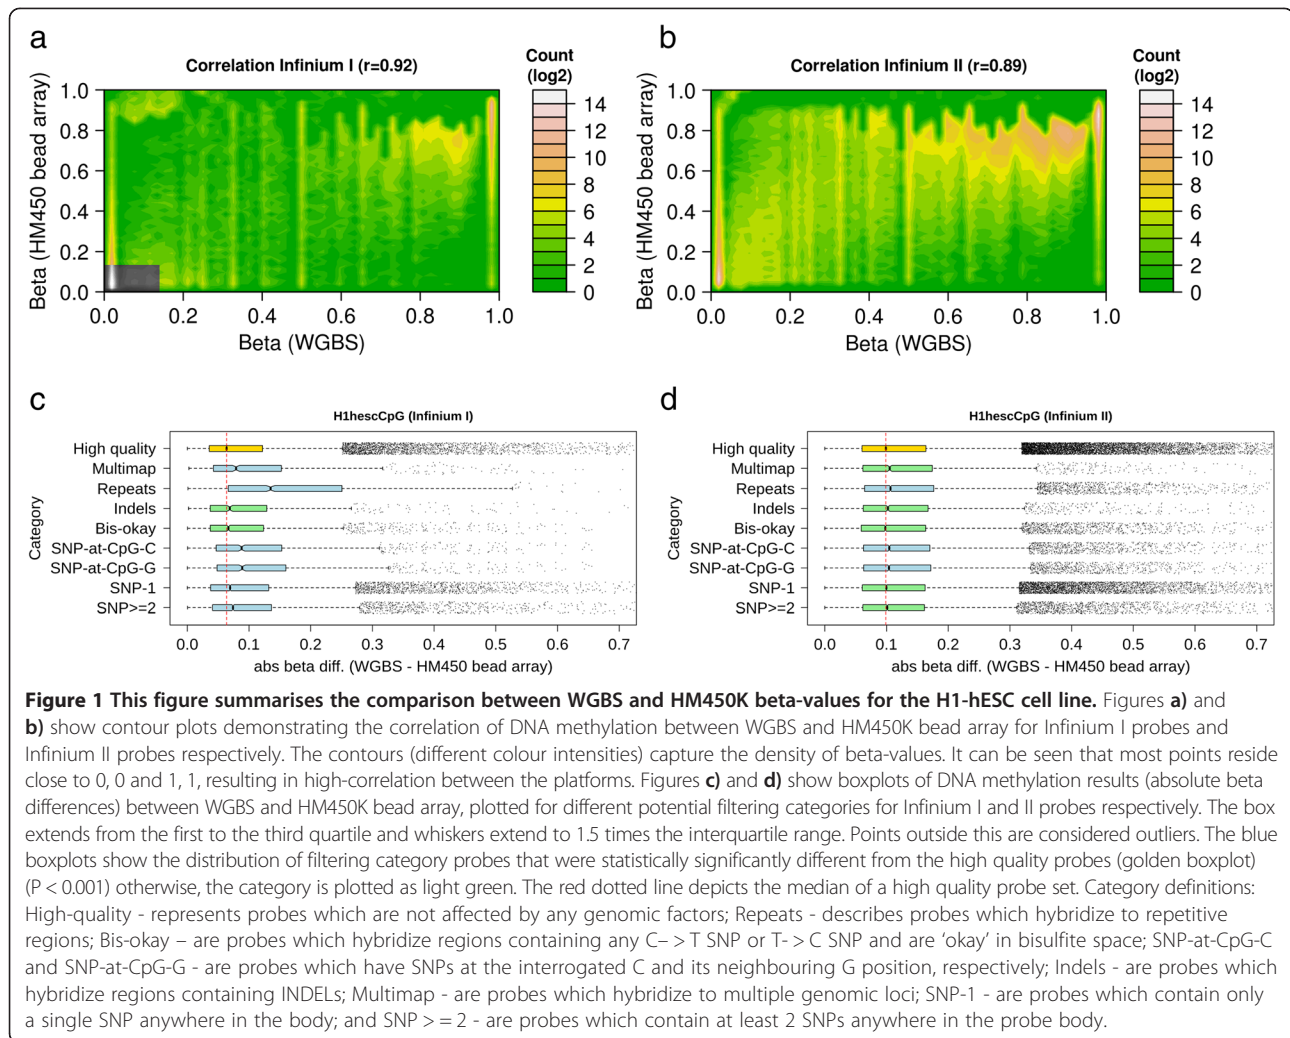 a
Correlation Infinium I (r=0.92)
Count
(log2)
Beta (HM450 bead array)
1.0
0.8
0.6
0.4
0.2
0.0
0.0 0.2 0.4 0.6 0.8 1.0
Beta (WGBS)
14
12
10
8
6
4
2
0
b
Correlation Infinium II (r=0.89)
Count
(log2)
Beta (HM450 bead array)
1.0
0.8
0.6
0.4
0.2
0.0
0.0 0.2 0.4 0.6 0.8 1.0
Beta (WGBS)
14
12
10
8
6
4
2
0
c
H1hescCpG (Infinium I)
Category
High quality
Multimap
Repeats
Indels
Bis-okay
SNP-at-CpG-C
SNP-at-CpG-G
SNP-1
SNP>=2
0.0 0.1 0.2 0.3 0.4 0.5 0.6 0.7
abs beta diff. (WGBS - HM450 bead array)
d
H1hescCpG (Infinium II)
Category
High quality
Multimap
Repeats
Indels
Bis-okay
SNP-at-CpG-C
SNP-at-CpG-G
SNP-1
SNP>=2
0.0 0.1 0.2 0.3 0.4 0.5 0.6 0.7
abs beta diff. (WGBS - HM450 bead array)
Figure 1 This figure summarises the comparison between WGBS and HM450K beta-values for the H1-hESC cell line. Figures a) and
b) show contour plots demonstrating the correlation of DNA methylation between WGBS and HM450K bead array for Infinium I probes and
Infinium II probes respectively. The contours (different colour intensities) capture the density of beta-values. It can be seen that most points reside
close to 0, 0 and 1, 1, resulting in high-correlation between the platforms. Figures c) and d) show boxplots of DNA methylation results (absolute beta
differences) between WGBS and HM450K bead array, plotted for different potential filtering categories for Infinium I and II probes respectively. The box
extends from the first to the third quartile and whiskers extend to 1.5 times the interquartile range. Points outside this are considered outliers. The blue
boxplots show the distribution of filtering category probes that were statistically significantly different from the high quality probes (golden boxplot)
(P < 0.001) otherwise, the category is plotted as light green. The red dotted line depicts the median of a high quality probe set. Category definitions:
High-quality - represents probes which are not affected by any genomic factors; Repeats - describes probes which hybridize to repetitive
regions; Bis-okay – are probes which hybridize regions containing any C– > T SNP or T- > C SNP and are ‘okay’ in bisulfite space; SNP-at-CpG-C
and SNP-at-CpG-G - are probes which have SNPs at the interrogated C and its neighbouring G position, respectively; Indels - are probes which
hybridize regions containing INDELs; Multimap - are probes which hybridize to multiple genomic loci; SNP-1 - are probes which contain only
a single SNP anywhere in the body; and SNP > = 2 - are probes which contain at least 2 SNPs anywhere in the probe body.